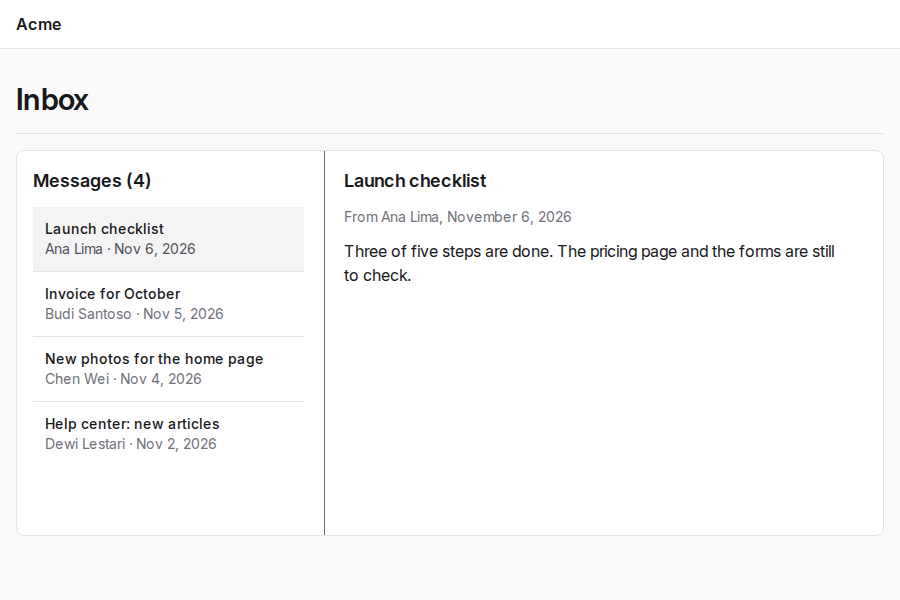 Acme
Inbox
Messages (4)
Launch checklist
Ana Lima · Nov 6, 2026
Invoice for October
Budi Santoso · Nov 5, 2026
New photos for the home page
Chen Wei · Nov 4, 2026
Help center: new articles
Dewi Lestari · Nov 2, 2026
Launch checklist
From Ana Lima, November 6, 2026
Three of five steps are done. The pricing page and the forms are still
to check.